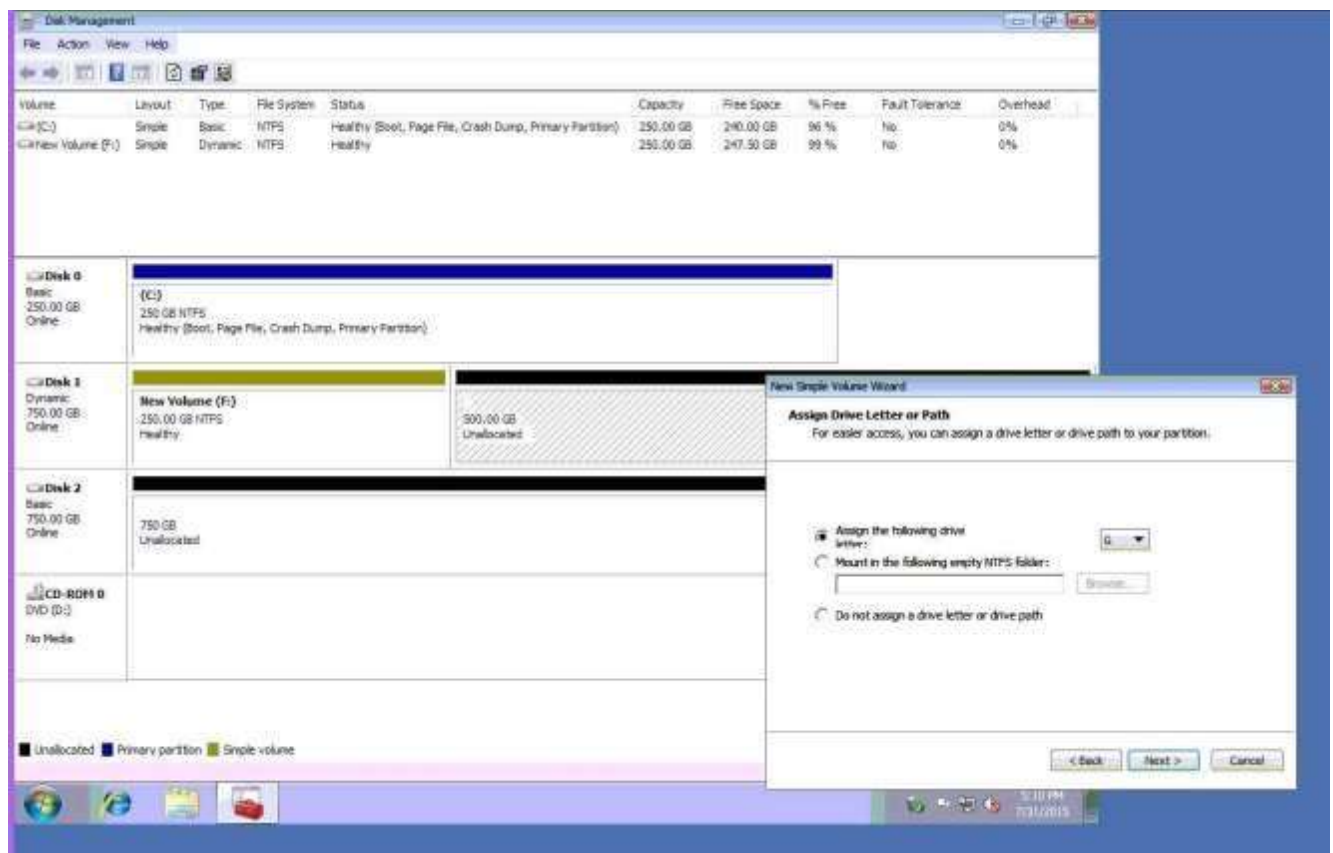 Disk Management
File Action View Help
Volume Layout Type File System Status Capacity Free Space % Free Fault Tolerance Overhead
(C:) Simple Basic NTFS Healthy (Boot, Page File, Crash Dump, Primary Partition) 250.00 GB 240.00 GB 96 % No 0%
New Volume (F:) Simple Dynamic NTFS Healthy 250.00 GB 247.50 GB 99 % No 0%
Disk 0
Basic
250.00 GB
Online
(C:)
250 GB NTFS
Healthy (Boot, Page File, Crash Dump, Primary Partition)
Disk 1
Dynamic
750.00 GB
Online
New Volume (F:)
250.00 GB NTFS
Healthy
500.00 GB
Unallocated
Disk 2
Basic
750.00 GB
Online
750 GB
Unallocated
CD-ROM 0
DVD (D:)
No Media
Unallocated Primary partition Simple volume
New Simple Volume Wizard
Assign Drive Letter or Path
For easier access, you can assign a drive letter or drive path to your partition.
Assign the following drive
letter:
G
Mount in the following empty NTFS folder:
Browse...
Do not assign a drive letter or drive path
< Back Next > Cancel
5:10 PM
7/31/2015